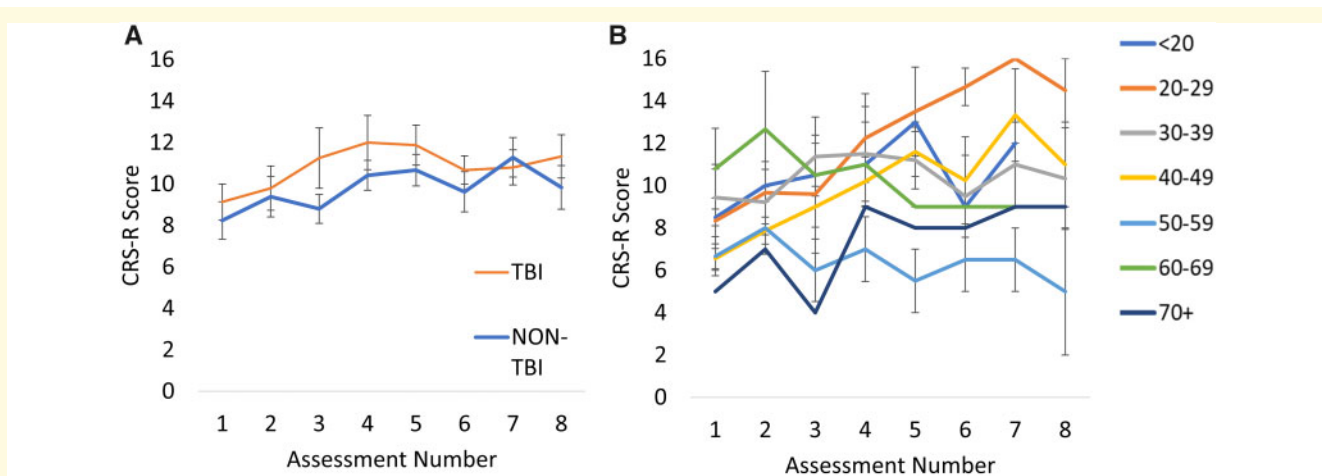 A
16
14
12
10
8
6
4
2
0
CRS-R Score
TBI
NON-
TBI
1 2 3 4 5 6 7 8
Assessment Number
B
16
14
12
10
8
6
4
2
0
CRS-R Score
1 2 3 4 5 6 7 8
Assessment Number
<20
20-29
30-39
40-49
50-59
60-69
70+